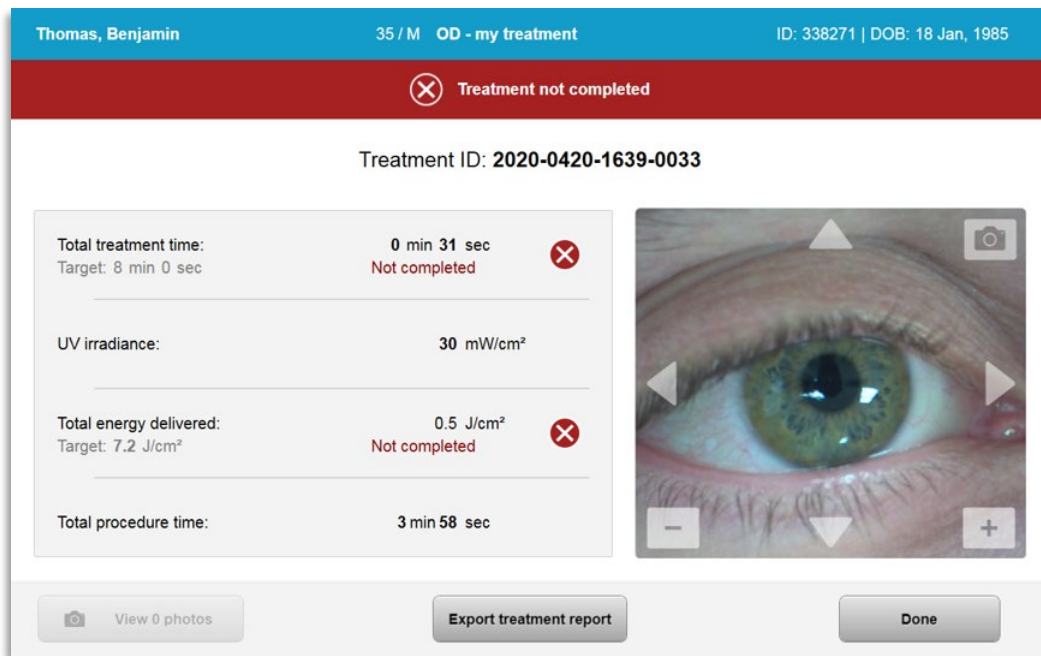 Thomas, Benjamin 35 / M OD - my treatment ID: 338271 | DOB: 18 Jan, 1985
Treatment not completed
Treatment ID: 2020-0420-1639-0033
Total treatment time: 0 min 31 sec
Target: 8 min 0 sec Not completed
UV irradiance: 30 mW/cm²
Total energy delivered: 0.5 J/cm²
Target: 7.2 J/cm² Not completed
Total procedure time: 3 min 58 sec
View 0 photos Export treatment report Done